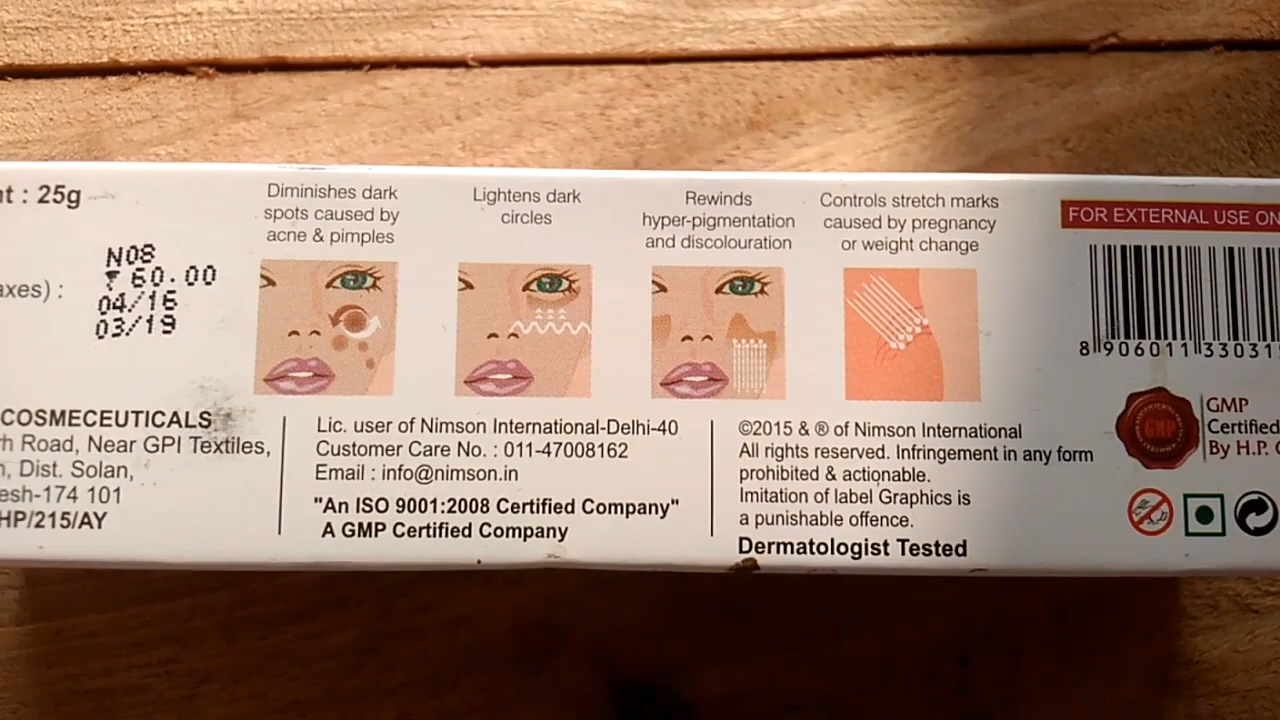 nt : 25g
axes) :
N08
₹ 60.00
04/16
03/19
Diminishes dark
spots caused by
acne & pimples
Lightens dark
circles
Rewinds
hyper-pigmentation
and discolouration
Controls stretch marks
caused by pregnancy
or weight change
FOR EXTERNAL USE ON
8 906011 33031
COSMECEUTICALS
h Road, Near GPI Textiles,
n, Dist. Solan,
esh-174 101
HP/215/AY
Lic. user of Nimson International-Delhi-40
Customer Care No. : 011-47008162
Email : info@nimson.in
"An ISO 9001:2008 Certified Company"
A GMP Certified Company
©2015 & ® of Nimson International
All rights reserved. Infringement in any form
prohibited & actionable.
Imitation of label Graphics is
a punishable offence.
Dermatologist Tested
GMP
GMP
Certified
By H.P.